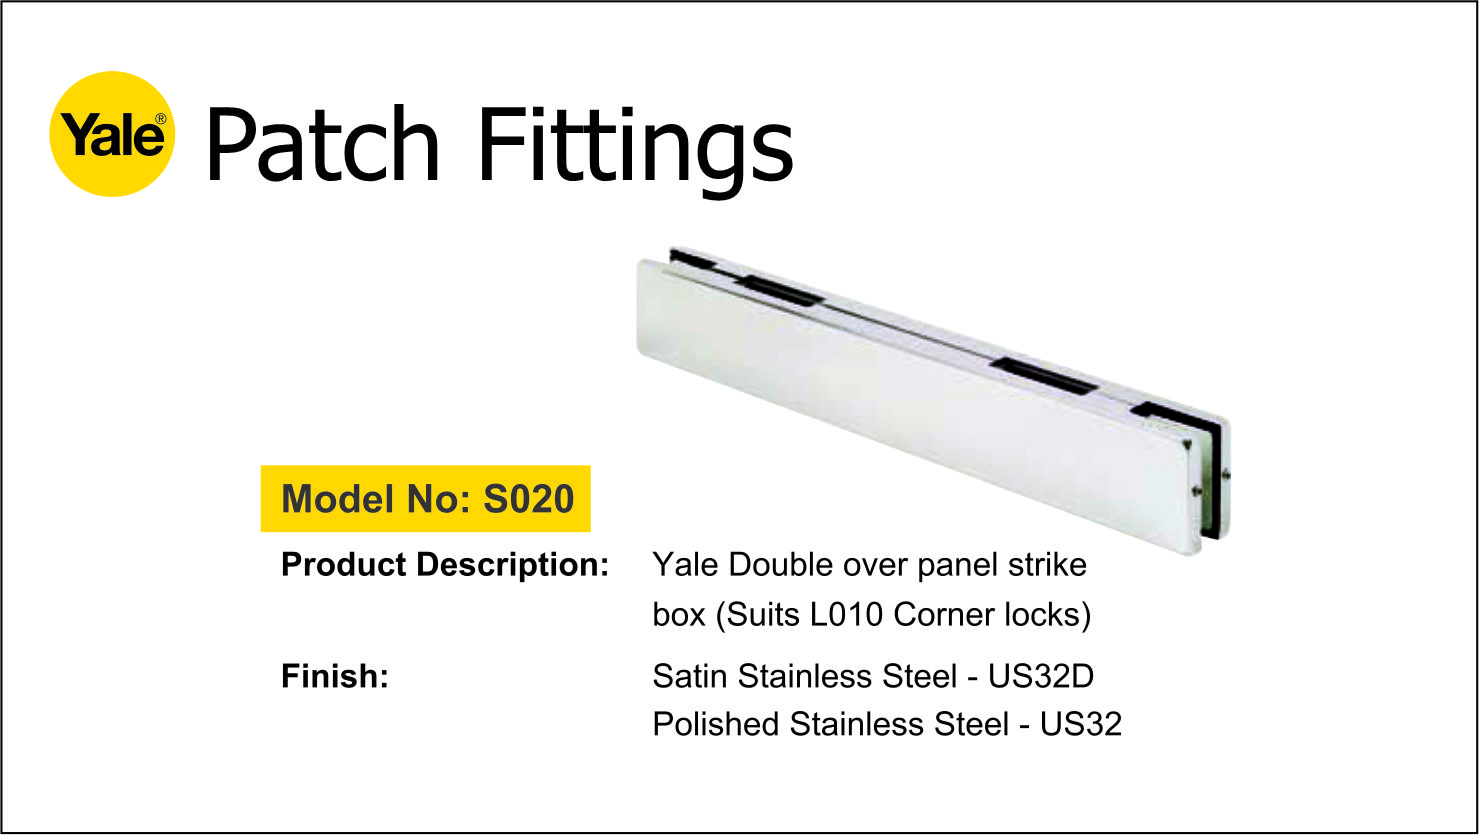 Yale® Patch Fittings
Model No: S020
Product Description: Yale Double over panel strike
box (Suits L010 Corner locks)
Finish: Satin Stainless Steel - US32D
Polished Stainless Steel - US32